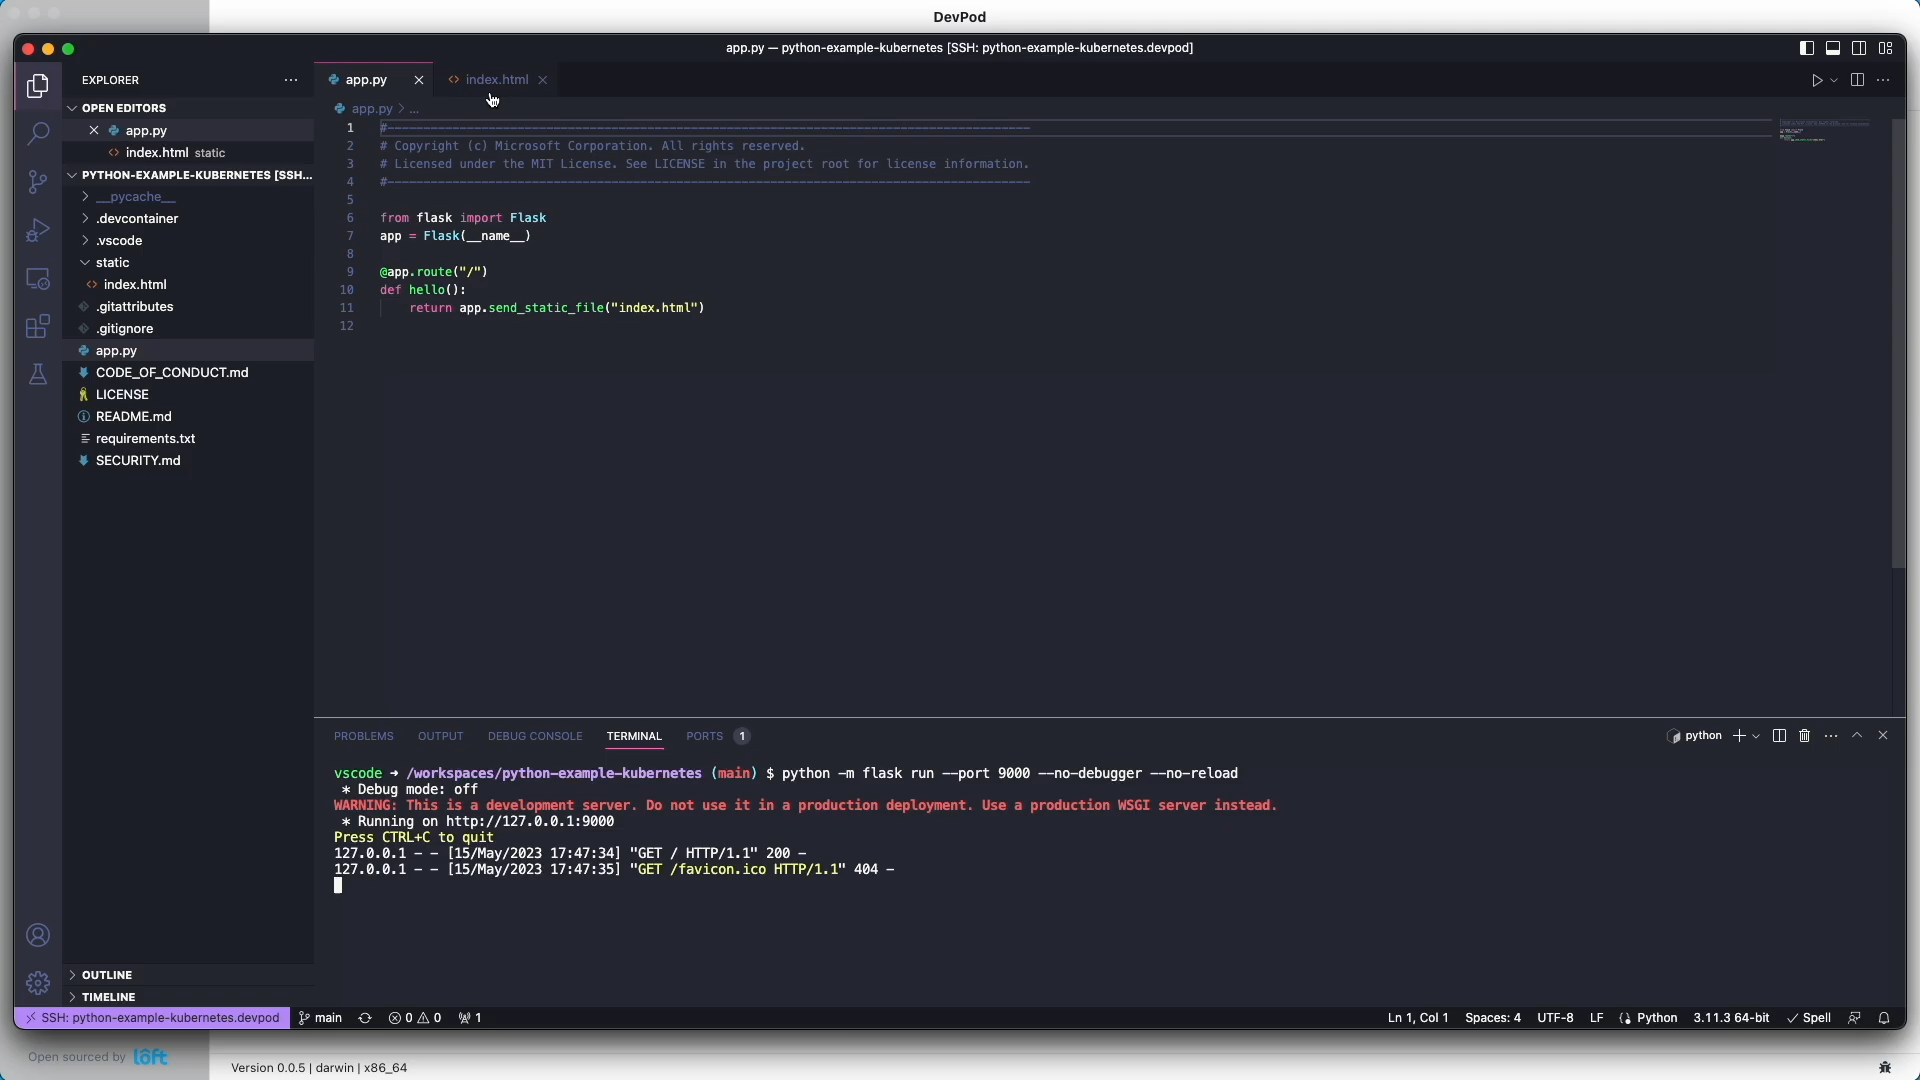 DevPod
app.py — python-example-kubernetes [SSH: python-example-kubernetes.devpod]
EXPLORER
OPEN EDITORS
app.py
index.html static
PYTHON-EXAMPLE-KUBERNETES [SSH...
__pycache__
.devcontainer
.vscode
static
index.html
.gitattributes
.gitignore
app.py
CODE_OF_CONDUCT.md
LICENSE
README.md
requirements.txt
SECURITY.md
OUTLINE
TIMELINE
app.py
index.html
app.py > ...
1 #-----------------------------------------------------------------------------------------
2 # Copyright (c) Microsoft Corporation. All rights reserved.
3 # Licensed under the MIT License. See LICENSE in the project root for license information.
4 #-----------------------------------------------------------------------------------------
5
6 from flask import Flask
7 app = Flask(__name__)
8
9 @app.route("/")
10 def hello():
11     return app.send_static_file("index.html")
12
PROBLEMS OUTPUT DEBUG CONSOLE TERMINAL PORTS 1
python
vscode ➜ /workspaces/python-example-kubernetes (main) $ python -m flask run --port 9000 --no-debugger --no-reload
* Debug mode: off
WARNING: This is a development server. Do not use it in a production deployment. Use a production WSGI server instead.
* Running on http://127.0.0.1:9000
Press CTRL+C to quit
127.0.0.1 - - [15/May/2023 17:47:34] "GET / HTTP/1.1" 200 -
127.0.0.1 - - [15/May/2023 17:47:35] "GET /favicon.ico HTTP/1.1" 404 -
SSH: python-example-kubernetes.devpod main 0 0 1
Ln 1, Col 1 Spaces: 4 UTF-8 LF Python 3.11.3 64-bit Spell
Open sourced by loft
Version 0.0.5 | darwin | x86_64